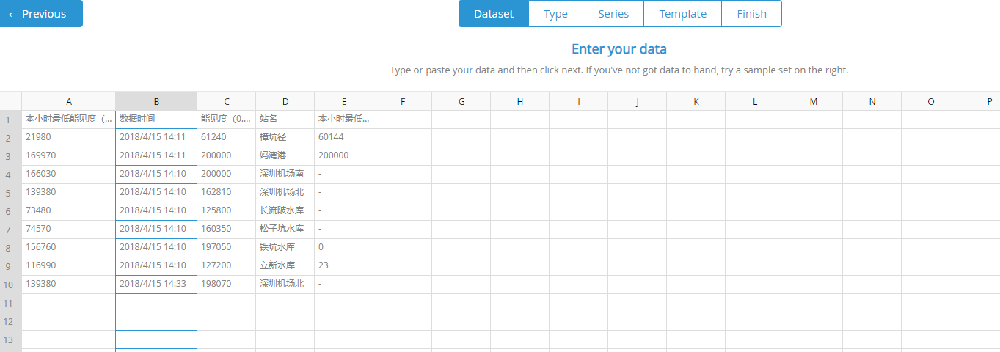 ← Previous
Dataset Type Series Template Finish
Enter your data
Type or paste your data and then click next. If you've not got data to hand, try a sample set on the right.
A B C D E F G H I J K L M N O P
1 本小时最低能见度（... 数据时间 能见度（0.... 站名 本小时最低...
2 21980 2018/4/15 14:11 61240 樟坑径 60144
3 169970 2018/4/15 14:11 200000 妈湾港 200000
4 166030 2018/4/15 14:10 200000 深圳机场南 -
5 139380 2018/4/15 14:10 162810 深圳机场北 -
6 73480 2018/4/15 14:10 125800 长流陂水库 -
7 74570 2018/4/15 14:10 160350 松子坑水库 -
8 156760 2018/4/15 14:10 197050 铁坑水库 0
9 116990 2018/4/15 14:10 127200 立新水库 23
10 139380 2018/4/15 14:33 198070 深圳机场北 -
11
12
13